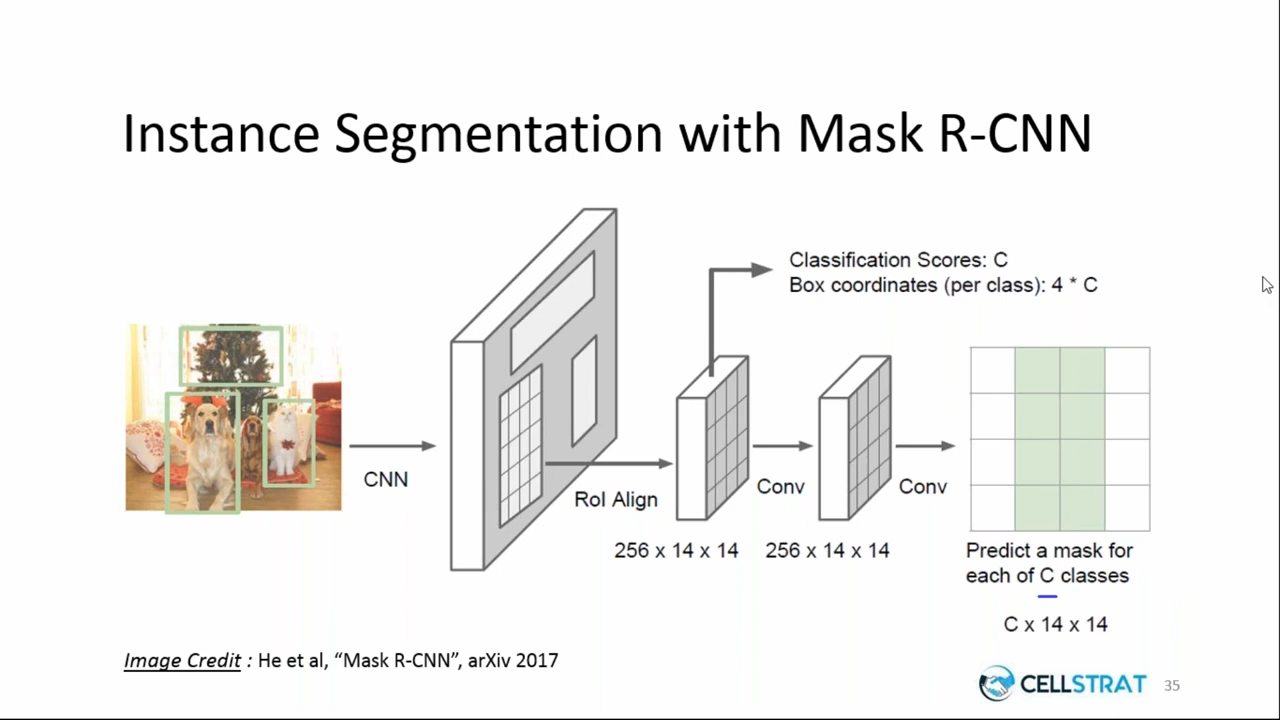 Instance Segmentation with Mask R-CNN
Classification Scores: C
Box coordinates (per class): 4 * C
CNN
RoI Align
Conv
Conv
256 x 14 x 14
256 x 14 x 14
Predict a mask for
each of C classes
C x 14 x 14
Image Credit : He et al, “Mask R-CNN”, arXiv 2017
CELLSTRAT
35